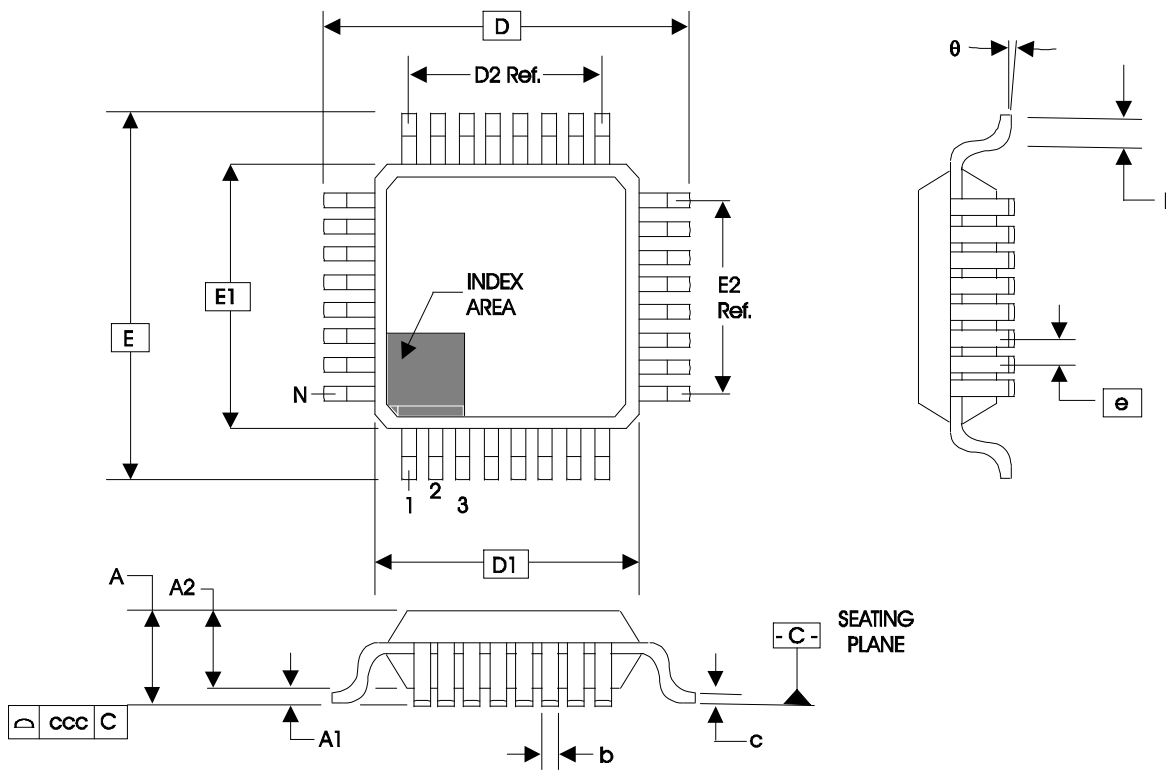 D
θ
D2 Ref.
INDEX
AREA
E1
E2
Ref.
E
N
e
1
2
3
D1
A
A2
- C -
SEATING
PLANE
ccc C
A1
b
c